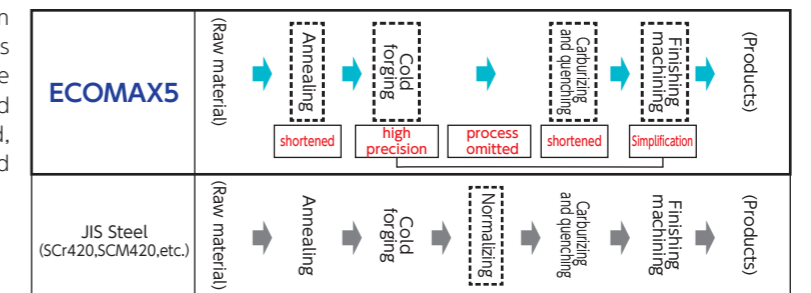 ECOMAX5
(Raw material)
Annealing
Cold
forging
Carburizing
and quenching
Finishing
machining
(Products)
shortened
high
precision
process
omitted
shortened
Simplification
JIS Steel
(SCr420,SCM420,etc.)
(Raw material)
Annealing
Cold
forging
Normalizing
Carburizing
and quenching
Finishing
machining
(Products)